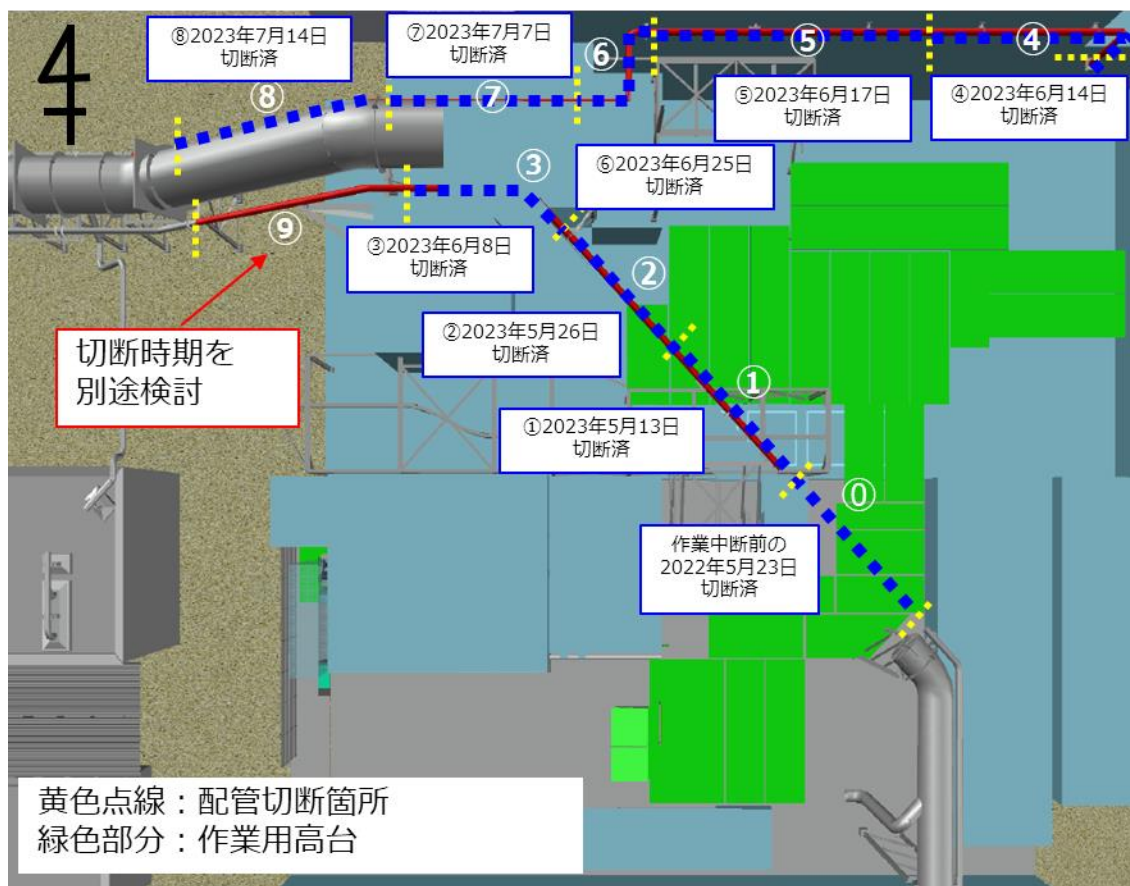 ⑧2023年7月14日
切断済
⑦2023年7月7日
切断済
⑥
⑤
④
⑧
⑦
⑤2023年6月17日
切断済
④2023年6月14日
切断済
③
⑥2023年6月25日
切断済
⑨
③2023年6月8日
切断済
②
切断時期を
別途検討
②2023年5月26日
切断済
①
①2023年5月13日
切断済
⓪
作業中断前の
2022年5月23日
切断済
黄色点線：配管切断箇所
緑色部分：作業用高台